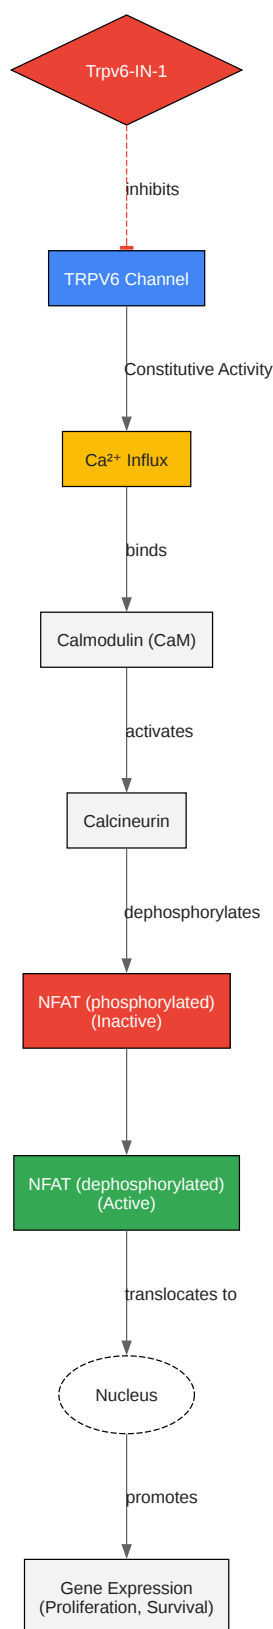 Trpv6-IN-1
inhibits
TRPV6 Channel
Constitutive Activity
Ca²⁺ Influx
binds
Calmodulin (CaM)
activates
Calcineurin
dephosphorylates
NFAT (phosphorylated)
(Inactive)
NFAT (dephosphorylated)
(Active)
translocates to
Nucleus
promotes
Gene Expression
(Proliferation, Survival)